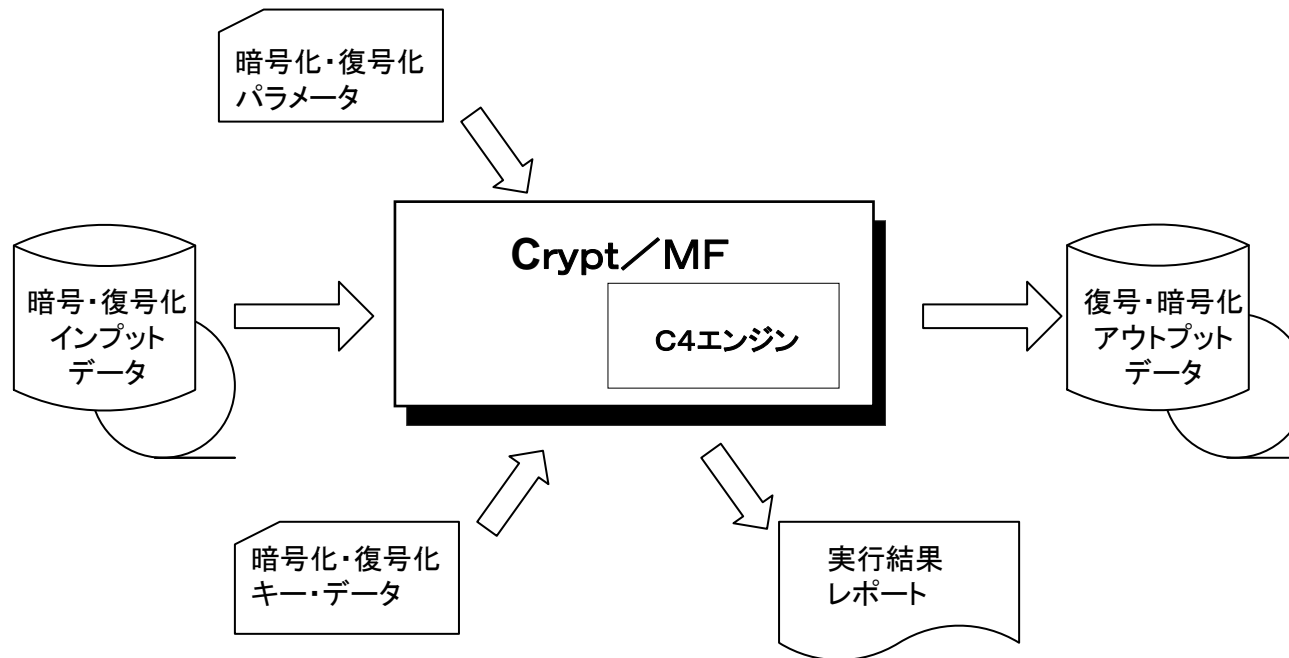 暗号化・復号化
パラメータ
Crypt／MF
C4エンジン
暗号・復号化
インプット
データ
復号・暗号化
アウトプット
データ
暗号化・復号化
キー・データ
実行結果
レポート